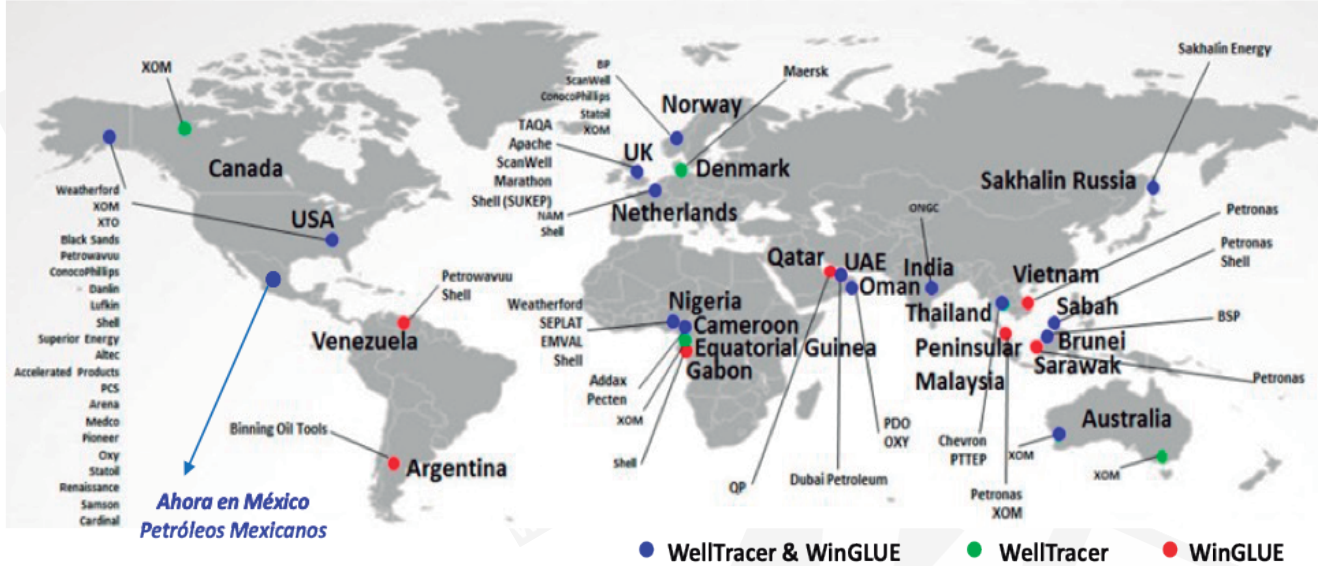 XOM
Canada
Weatherford
XOM
XTO
Black Sands
Petrowavuu
ConocoPhillips
Danlin
Lufkin
Shell
Superior Energy
Altec
Accelerated Products
PCS
Arena
Medco
Pioneer
Oxy
Statoil
Renaissance
Samson
Cardinal
USA
Ahora en México
Petróleos Mexicanos
Petrowavuu
Shell
Venezuela
Binning Oil Tools
Argentina
BP
ScanWell
ConocoPhillips
Statoil
XOM
Norway
Maersk
Denmark
TAQA
Apache
ScanWell
Marathon
Shell (SUKEP)
UK
NAM
Shell
Netherlands
Weatherford
SEPLAT
EMVAL
Shell
Nigeria
Cameroon
Equatorial Guinea
Gabon
Addax
Pecten
XOM
Shell
Qatar
UAE
Oman
QP
Dubai Petroleum
PDO
OXY
ONGC
India
Sakhalin Energy
Sakhalin Russia
Petronas
Vietnam
Petronas
Shell
Sabah
Thailand
Chevron
PTTEP
BSP
Brunei
Peninsular
Malaysia
Petronas
XOM
Sarawak
Petronas
Australia
XOM
XOM
WellTracer & WinGLUE
WellTracer
WinGLUE